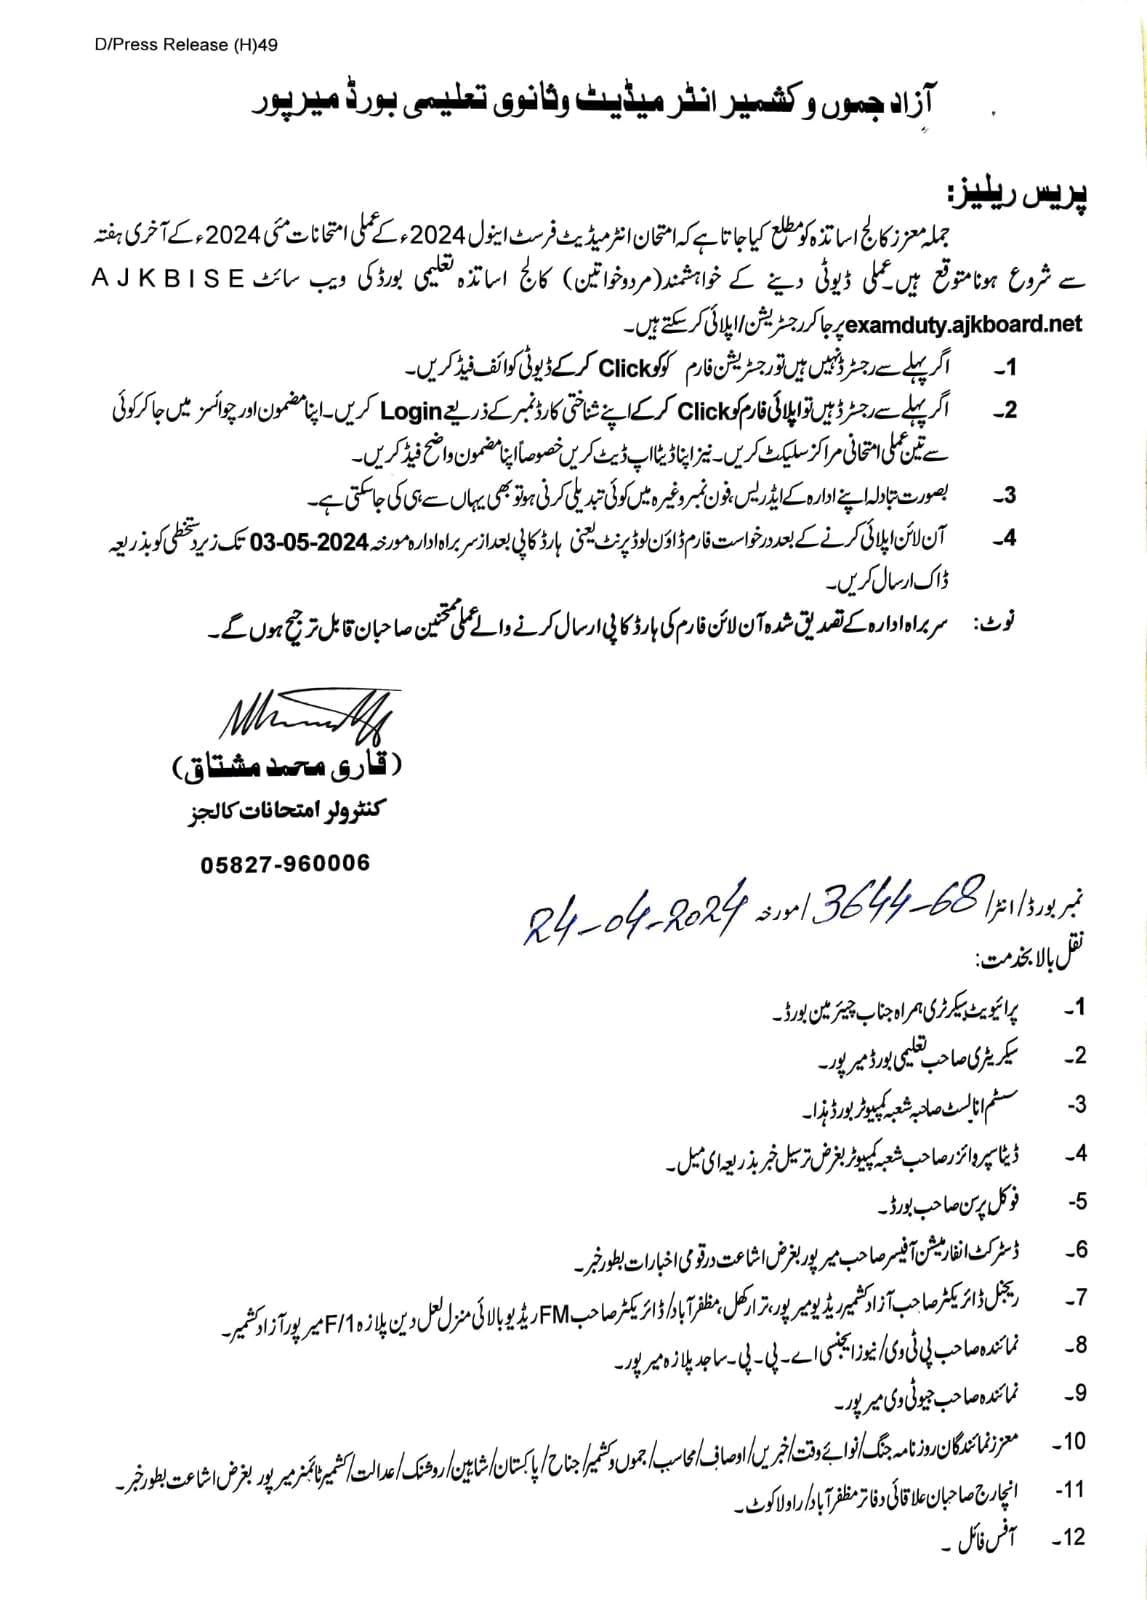 D/Press Release (H)49
آزاد جموں و کشمیر انٹر میڈیٹ و ثانوی تعلیمی بورڈ میرپور
پریس ریلیز:
جملہ معزز کالج اساتذہ کو مطلع کیا جاتا ہے کہ امتحان انٹر میڈیٹ فرسٹ اینول 2024ء کے عملی امتحانات مئی 2024ء کے آخری ہفتہ
سے شروع ہونا متوقع ہیں۔ عملی ڈیوٹی دینے کے خواہشمند (مرد و خواتین) کالج اساتذہ تعلیمی بورڈ کی ویب سائٹ AJKBISE
examduty.ajkboard.net پر جا کر رجسٹریشن/اپلائی کر سکتے ہیں۔
1۔ اگر پہلے سے رجسٹرڈ نہیں ہیں تو رجسٹریشن فارم کو کو Click کر کے ڈیوٹی کوائف فیڈ کریں۔
2۔ اگر پہلے سے رجسٹرڈ ہیں تو اپلائی فارم کو Click کر کے اپنے شناختی کارڈ نمبر کے ذریعے Login کریں۔ اپنا مضمون اور چوائسز میں جا کر کوئی
سے تین عملی امتحانی مراکز سلیکٹ کریں۔ نیز اپنا ڈیٹا اپ ڈیٹ کریں خصوصاً اپنا مضمون واضح فیڈ کریں۔
3۔ بصورت تبادلہ اپنے ادارہ کے ایڈریس، فون نمبر وغیرہ میں کوئی تبدیلی کرنی ہو تو بھی یہاں سے ہی کی جا سکتی ہے۔
4۔ آن لائن اپلائی کرنے کے بعد درخواست فارم ڈاؤن لوڈ پرنٹ یعنی ہارڈ کاپی بعد از سربراہ ادارہ مورخہ 03-05-2024 تک زیر دستخطی کو بذریعہ
ڈاک ارسال کریں۔
نوٹ: سربراہ ادارہ کے تصدیق شدہ آن لائن فارم کی ہارڈ کاپی ارسال کرنے والے عملی ممتحنین صاحبان قابل ترجیح ہوں گے۔
(قاری محمد مشتاق)
کنٹرولر امتحانات کالجز
05827-960006
نمبر بورڈ/انٹر/ 3644-68 /مورخہ 24-04-2024
نقل بالا بخدمت:
1۔ پرائیویٹ سیکرٹری ہمراہ جناب چیئرمین بورڈ۔
2۔ سیکریٹری صاحب تعلیمی بورڈ میرپور۔
3- سسٹم انالسٹ صاحبہ شعبہ کمپیوٹر بورڈ ہذا۔
4۔ ڈیٹا سپروائزر صاحب شعبہ کمپیوٹر بغرض ترسیل خبر بذریعہ ای میل۔
5- فوکل پرسن صاحب بورڈ۔
6۔ ڈسٹرکٹ انفارمیشن آفیسر صاحب میرپور بغرض اشاعت در قومی اخبارات بطور خبر۔
7۔ ریجنل ڈائریکٹر صاحب آزاد کشمیر ریڈیو میرپور، تراڑکھل، مظفرآباد/ڈائریکٹر صاحب FM ریڈیو بالائی منزل لعل دین پلازہ F/1 میرپور آزاد کشمیر۔
8۔ نمائندہ صاحب پی ٹی وی/نیوز ایجنسی اے۔پی۔پی۔ساجد پلازہ میرپور۔
9۔ نمائندہ صاحب جیو ٹی وی میرپور۔
10۔ معزز نمائندگان روزنامہ جنگ/نوائے وقت/خبریں/اوصاف/محاسب/جموں و کشمیر/جناح/پاکستان/شاہین/روشنک/عدالت/کشمیر ٹائمنز میرپور بغرض اشاعت بطور خبر۔
11- انچارج صاحبان علاقائی دفاتر مظفرآباد/راولاکوٹ۔
12۔ آفس فائل۔